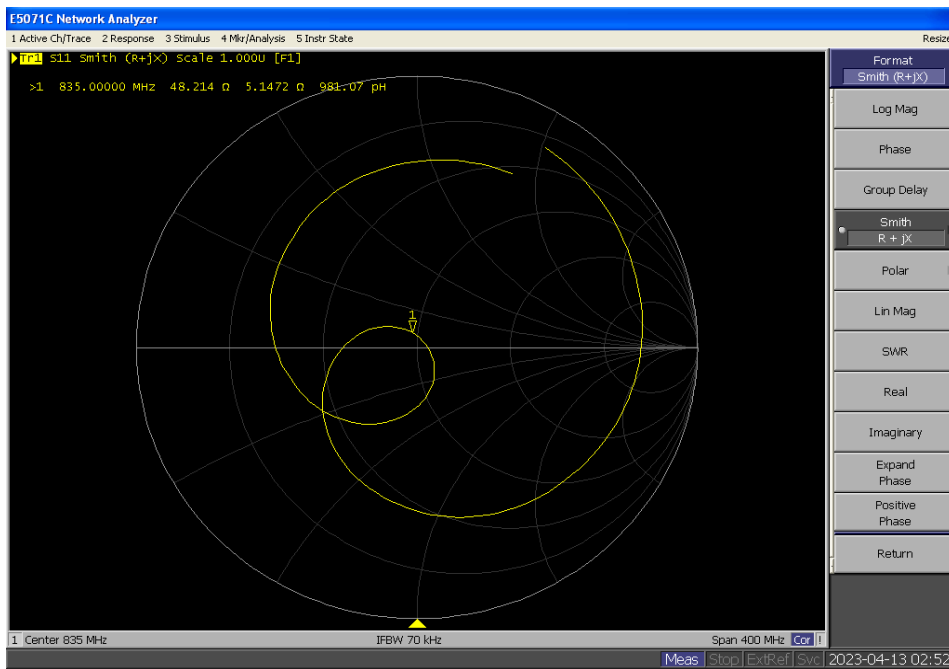 E5071C Network Analyzer
1 Active Ch/Trace 2 Response 3 Stimulus 4 Mkr/Analysis 5 Instr State
Resize
Tr1 S11 Smith (R+jX) Scale 1.000U [F1]
>1 835.00000 MHz 48.214 Ω 5.1472 Ω 981.07 pH
1
Format
Smith (R+jX)
Log Mag
Phase
Group Delay
Smith
R + jX
Polar
Lin Mag
SWR
Real
Imaginary
Expand
Phase
Positive
Phase
Return
1 Center 835 MHz
IFBW 70 kHz
Span 400 MHz Cor !
Meas Stop ExtRef Svc 2023-04-13 02:52